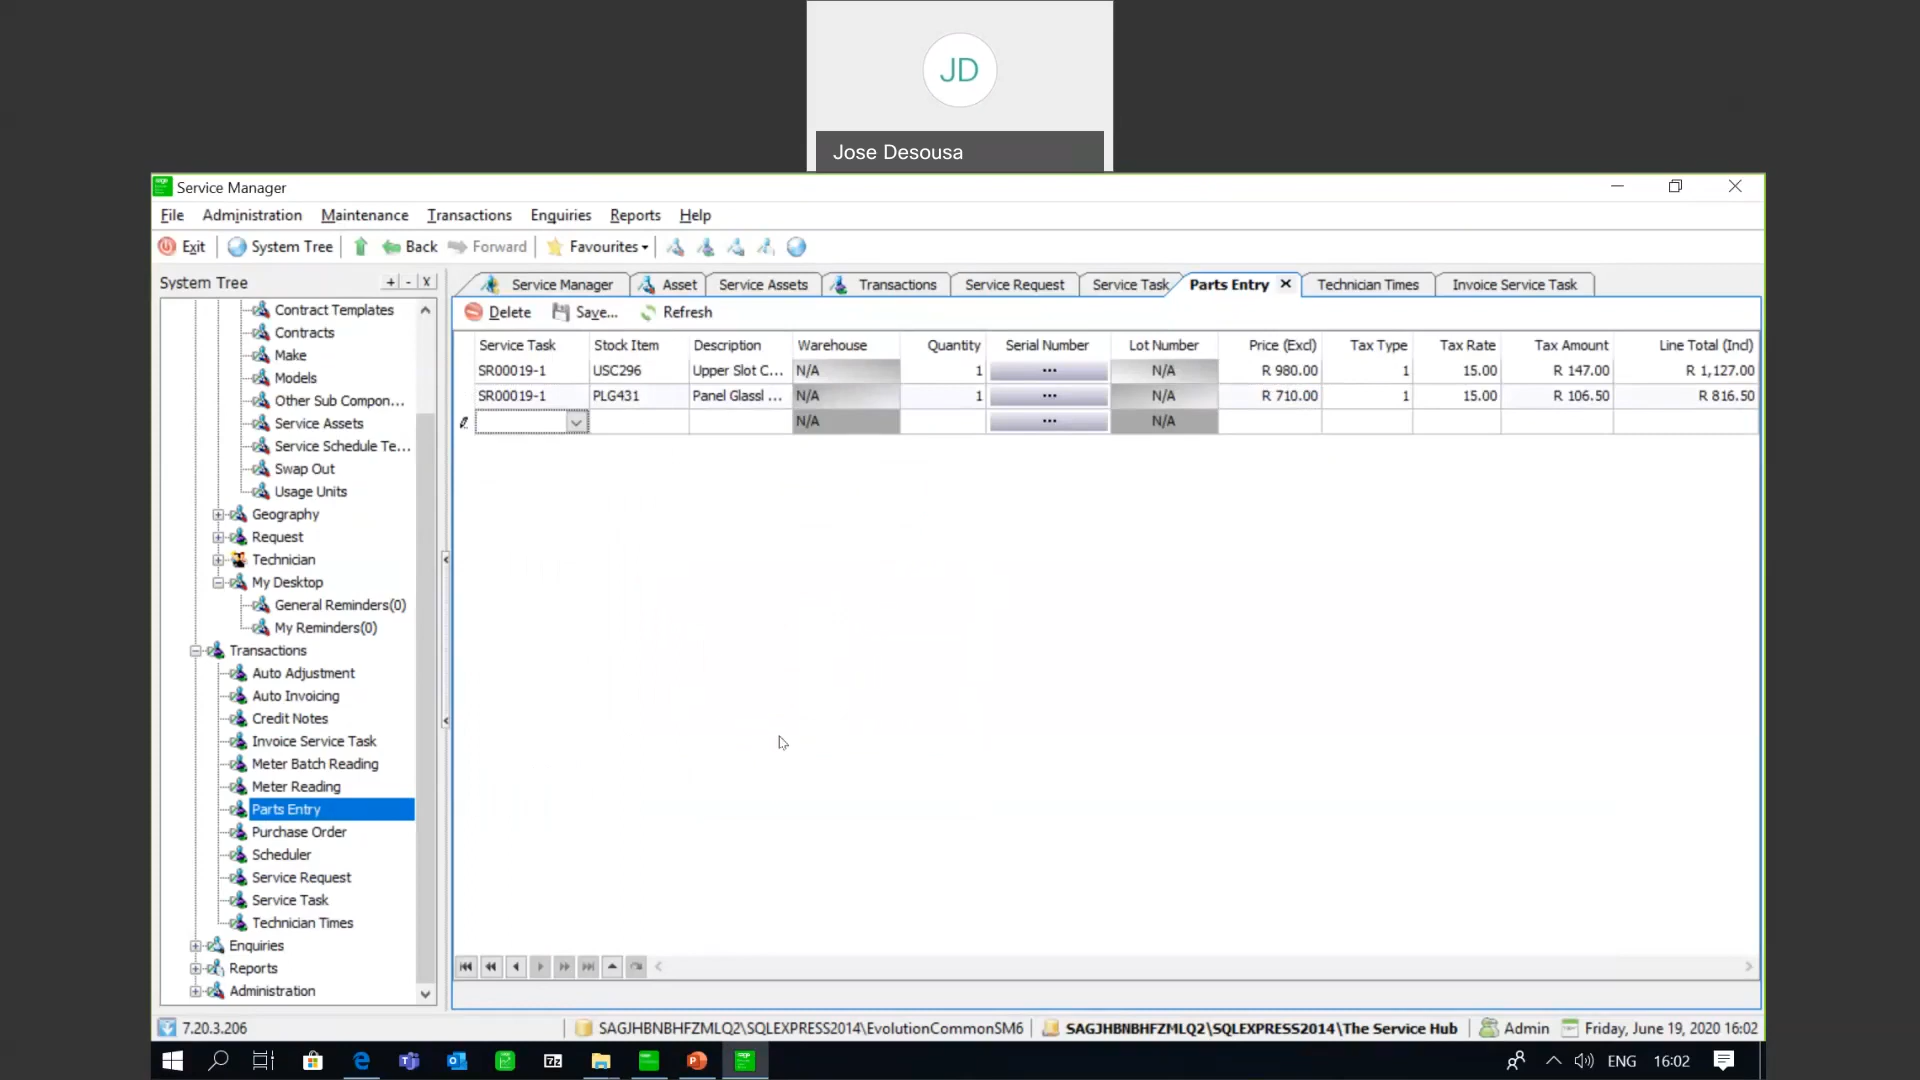 JD
Jose Desousa
Service Manager
File Administration Maintenance Transactions Enquiries Reports Help
Exit System Tree Back Forward Favourites
System Tree + - X
Service Manager Asset Service Assets Transactions Service Request Service Task Parts Entry Technician Times Invoice Service Task
Delete Save... Refresh
Service Task Stock Item Description Warehouse Quantity Serial Number Lot Number Price (Excl) Tax Type Tax Rate Tax Amount Line Total (Incl)
SR00019-1 USC296 Upper Slot C... N/A 1 ... N/A R 980.00 1 15.00 R 147.00 R 1,127.00
SR00019-1 PLG431 Panel Glassl ... N/A 1 ... N/A R 710.00 1 15.00 R 106.50 R 816.50
N/A ... N/A
Contract Templates
Contracts
Make
Models
Other Sub Compon...
Service Assets
Service Schedule Te...
Swap Out
Usage Units
Geography
Request
Technician
My Desktop
General Reminders(0)
My Reminders(0)
Transactions
Auto Adjustment
Auto Invoicing
Credit Notes
Invoice Service Task
Meter Batch Reading
Meter Reading
Parts Entry
Purchase Order
Scheduler
Service Request
Service Task
Technician Times
Enquiries
Reports
Administration
7.20.3.206 SAGJHBNBHFZMLQ2\SQLEXPRESS2014\EvolutionCommonSM6 SAGJHBNBHFZMLQ2\SQLEXPRESS2014\The Service Hub Admin Friday, June 19, 2020 16:02
7z ENG 16:02